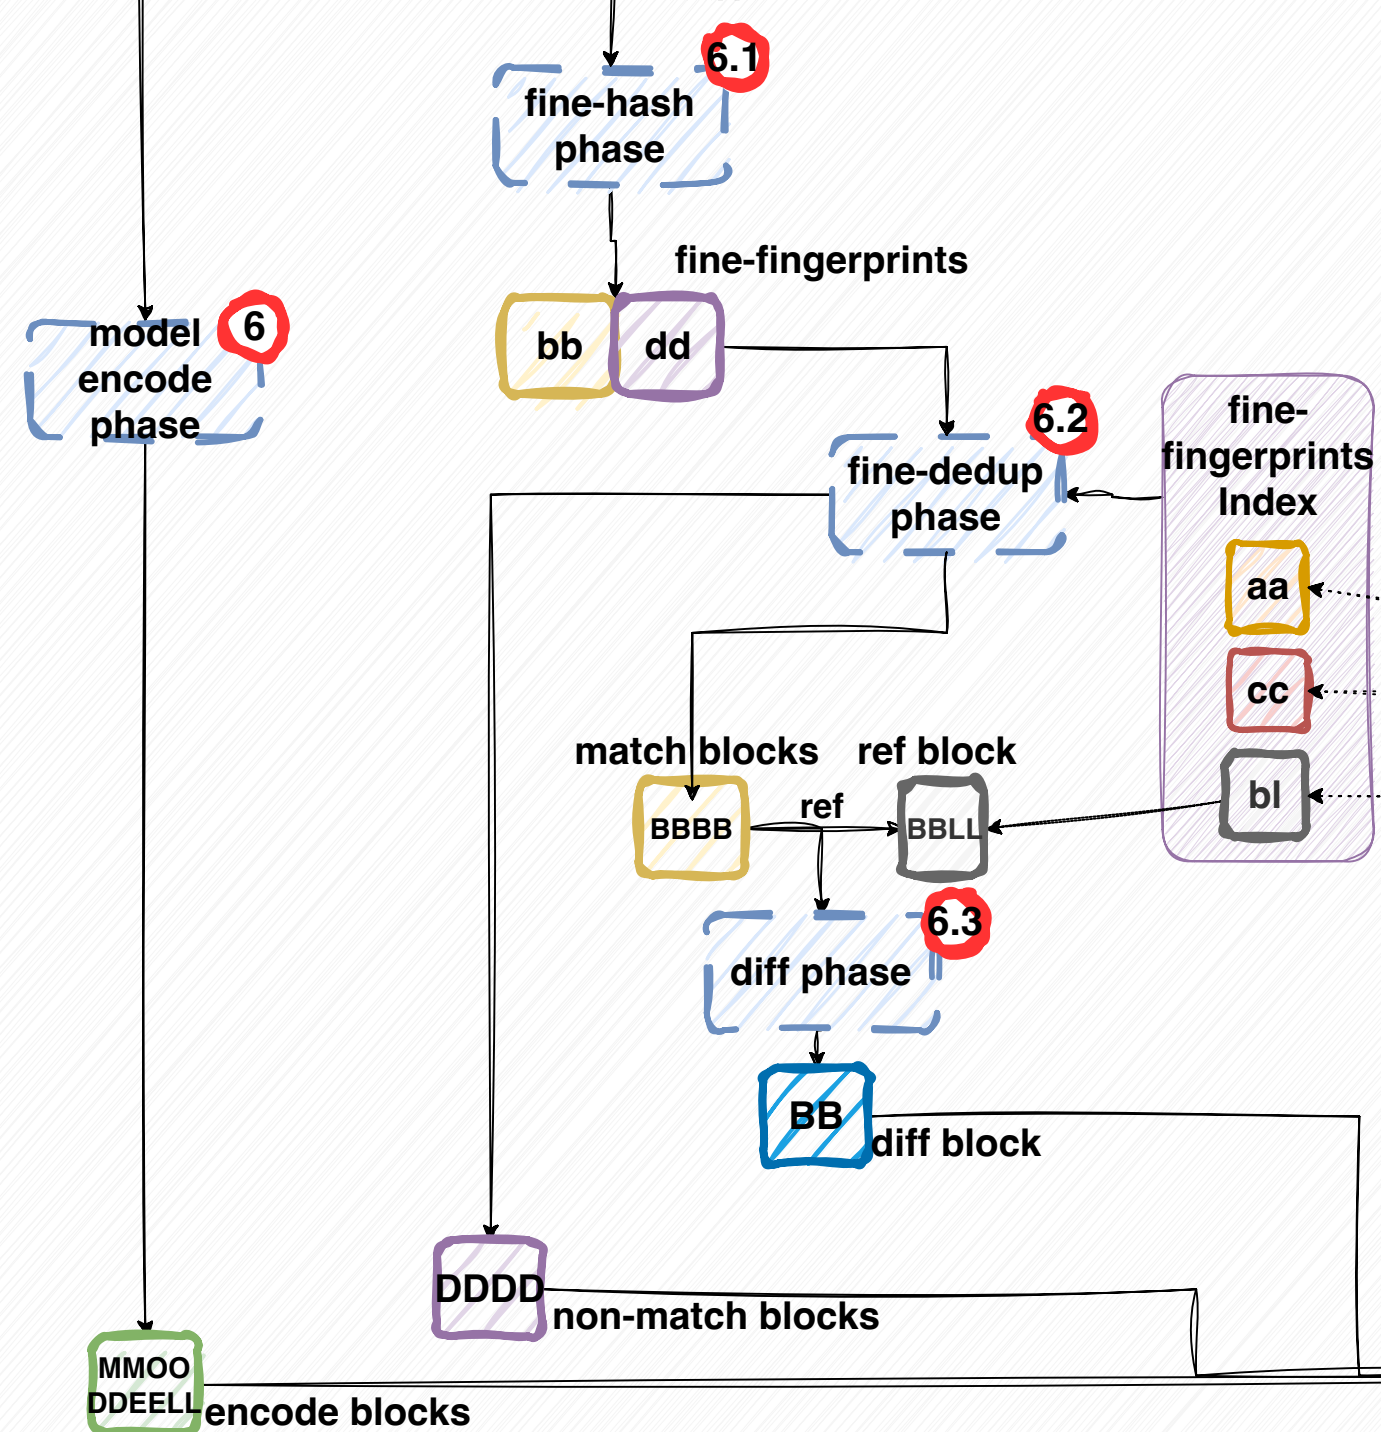 6.1
fine-hash
phase
fine-fingerprints
bb
dd
6
model
encode
phase
6.2
fine-dedup
phase
fine-
fingerprints
Index
aa
cc
bl
match blocks
ref block
ref
BBBB
BBLL
6.3
diff phase
BB
diff block
DDDD
non-match blocks
MMOO
DDEELL
encode blocks